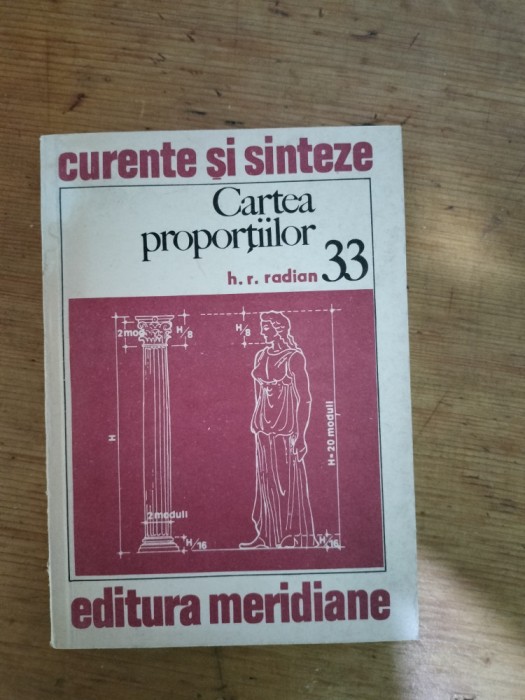 curente și sinteze
Cartea
proporțiilor
h. r. radian 33
2mod. H/8 H/8
H
H=20 moduli
2moduli
H/16 H/16
editura meridiane